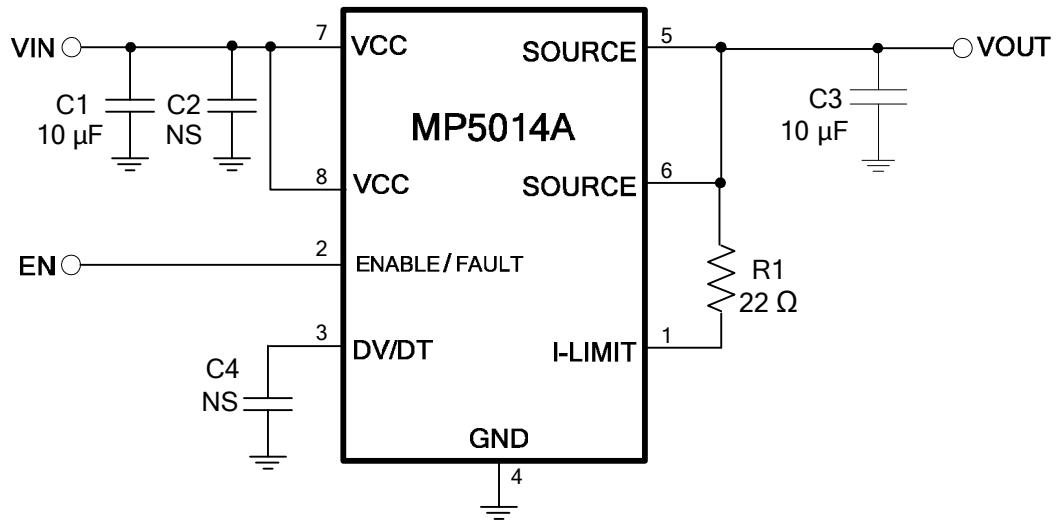 VIN
7
VCC
SOURCE
5
VOUT
C1
10 µF
C2
NS
MP5014A
C3
10 µF
8
VCC
SOURCE
6
EN
2
ENABLE/FAULT
R1
22 Ω
3
DV/DT
I-LIMIT
1
C4
NS
GND
4